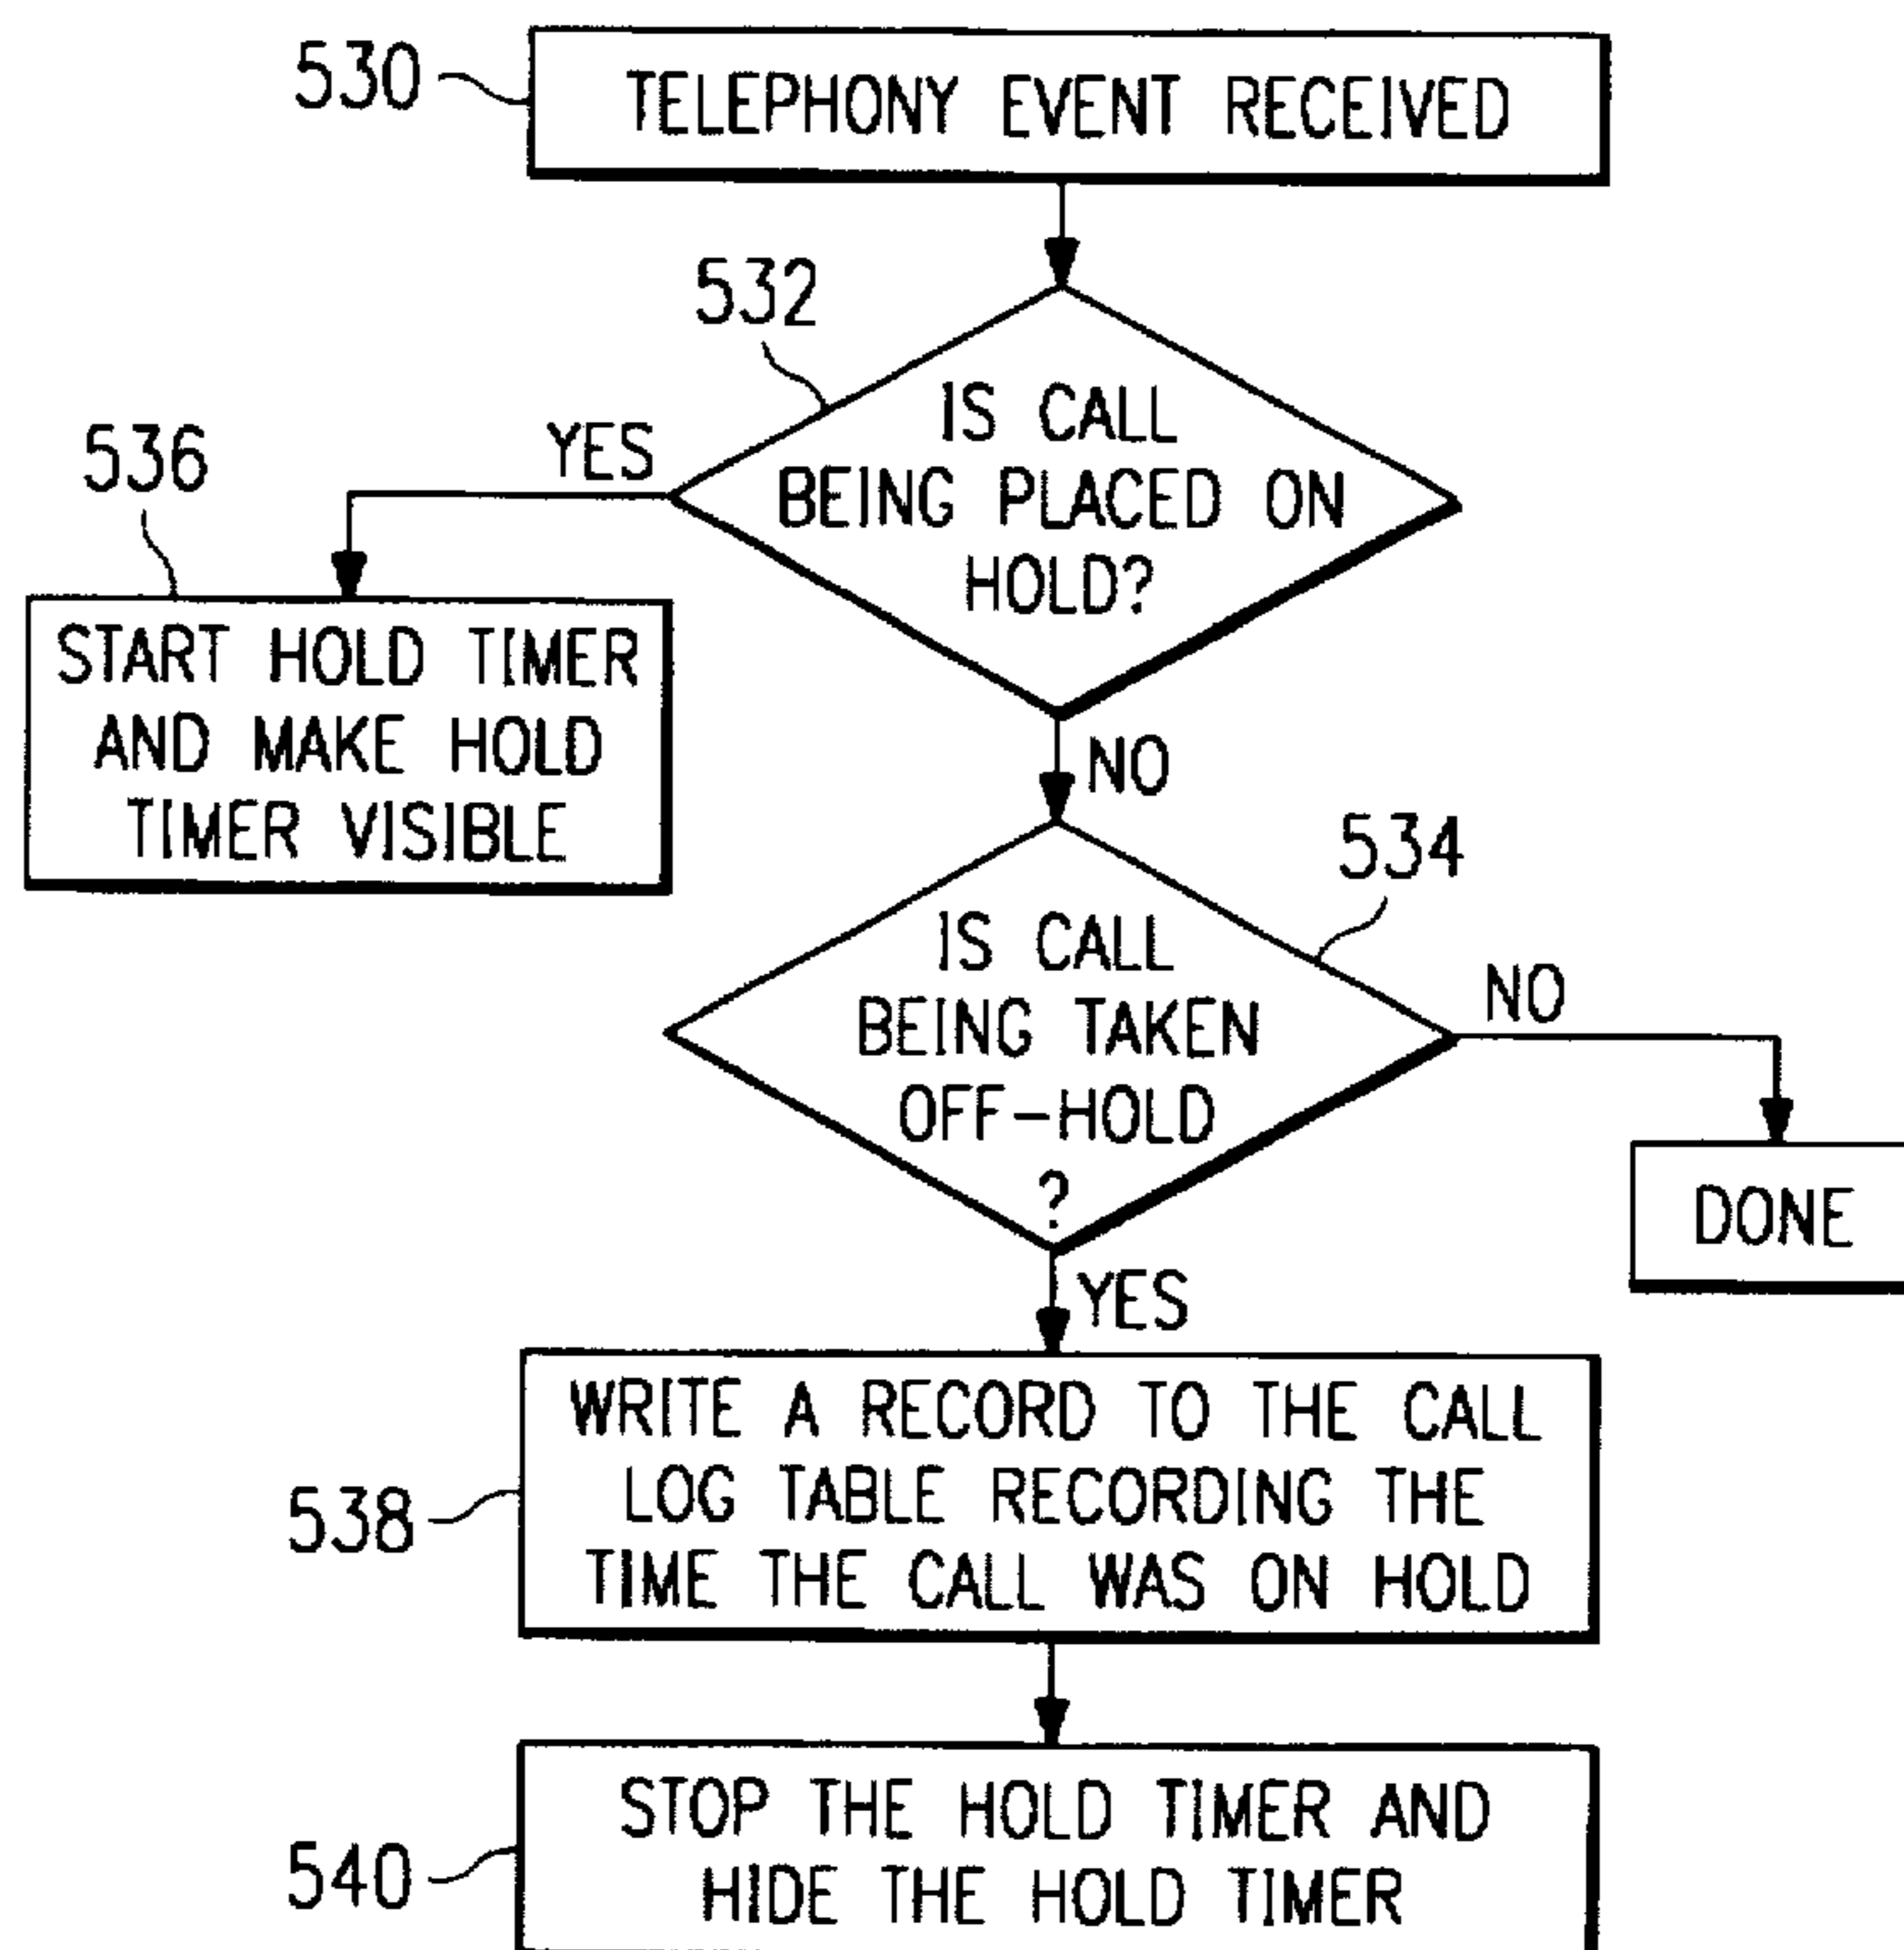 530
TELEPHONY EVENT RECEIVED
532
IS CALL
BEING PLACED ON
HOLD?
YES
536
START HOLD TIMER
AND MAKE HOLD
TIMER VISIBLE
NO
534
IS CALL
BEING TAKEN
OFF-HOLD
?
NO
DONE
YES
538
WRITE A RECORD TO THE CALL
LOG TABLE RECORDING THE
TIME THE CALL WAS ON HOLD
540
STOP THE HOLD TIMER AND
HIDE THE HOLD TIMER